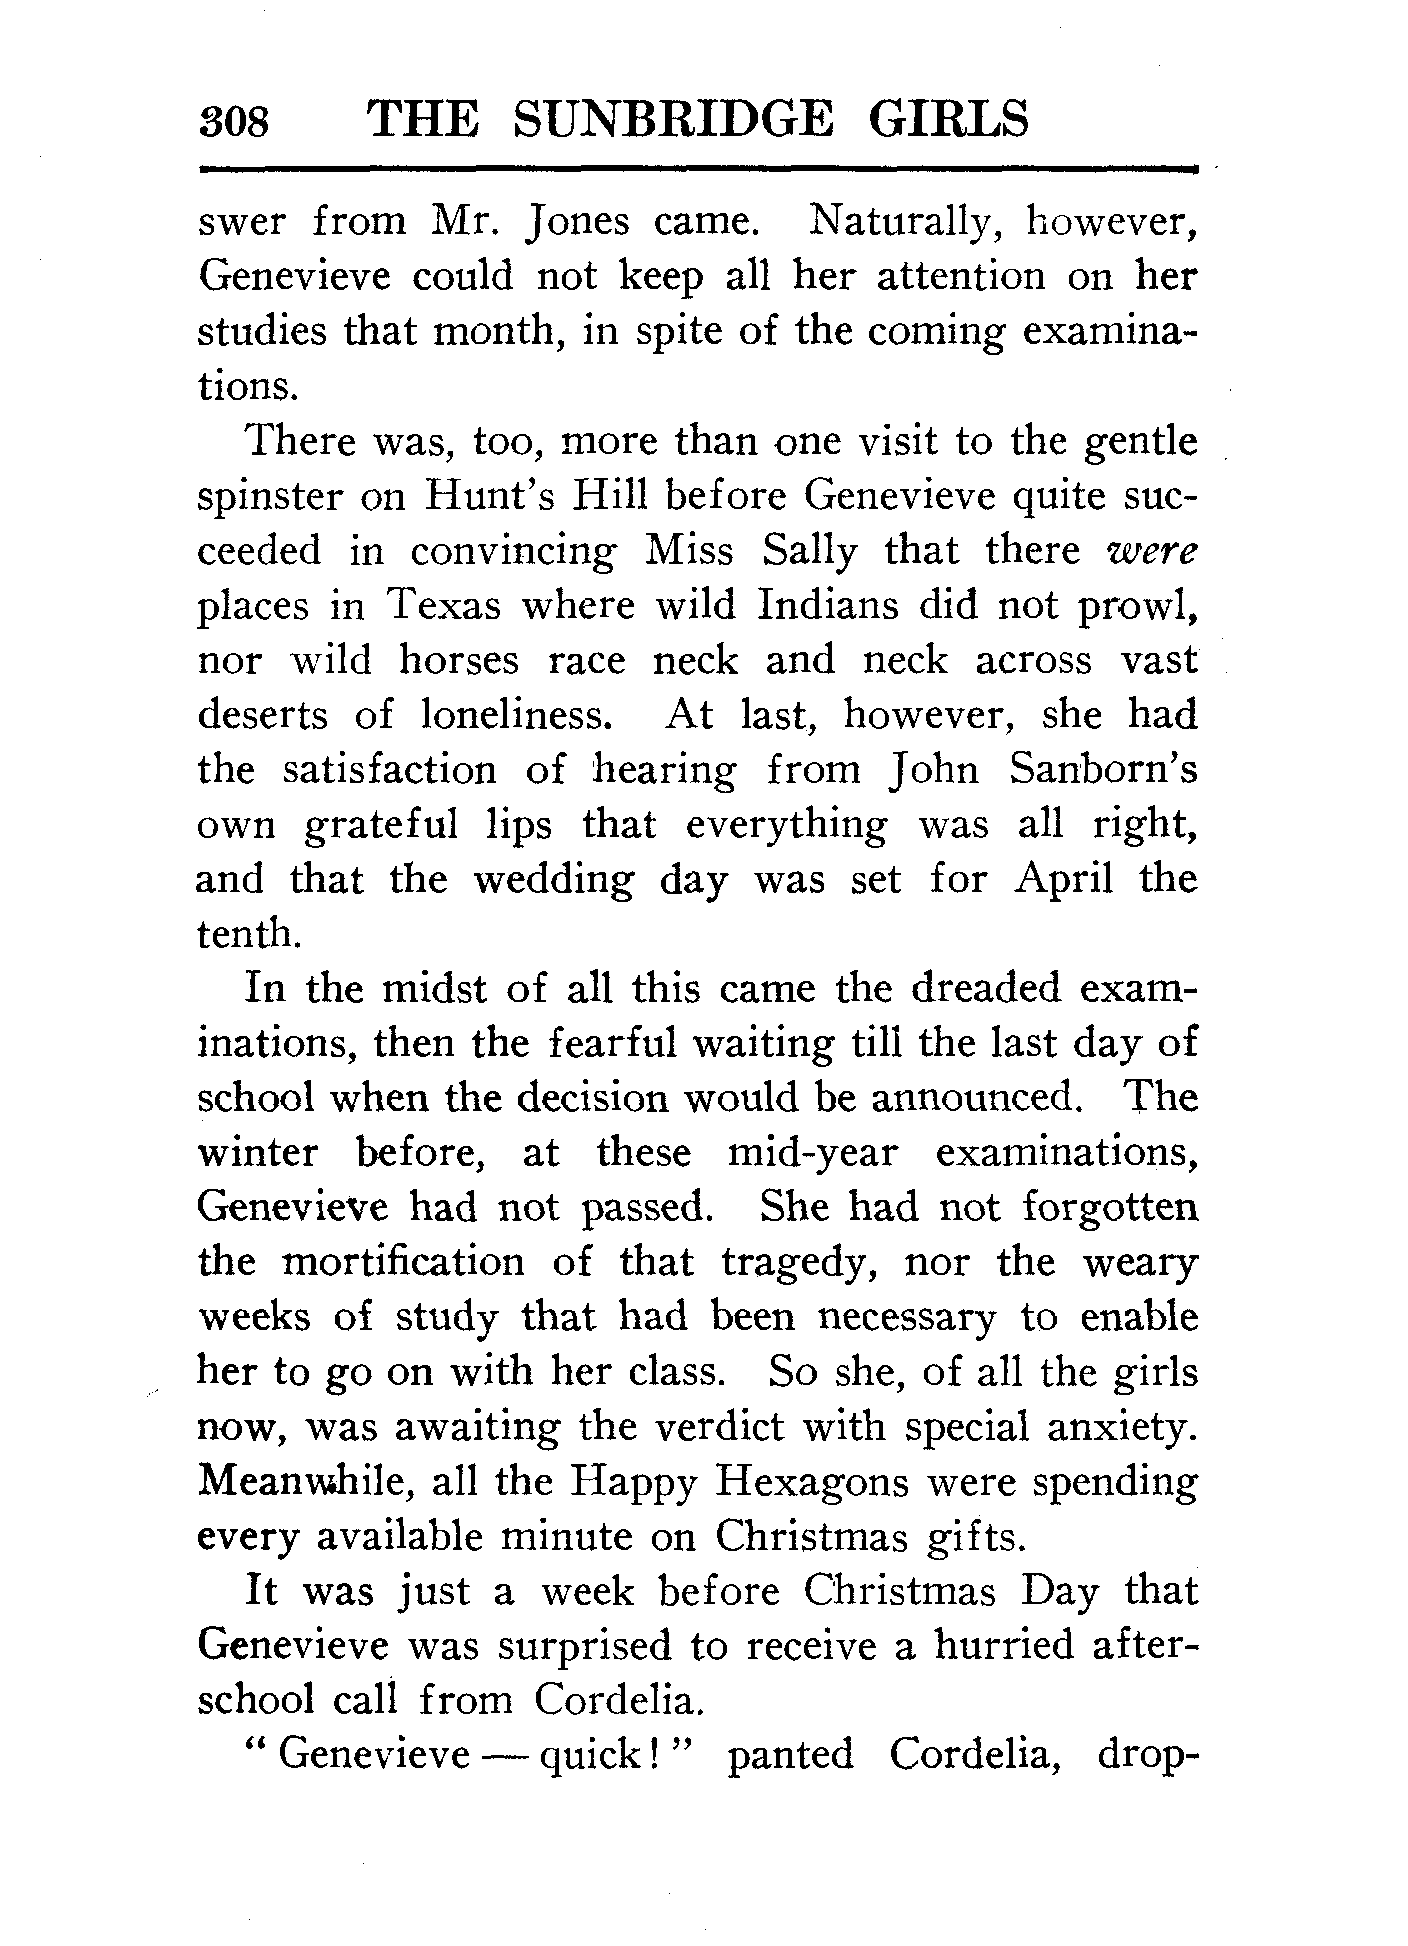 308 THE SUNBRIDGE GIRLS
swer from Mr. Jones came. Naturally, however,
Genevieve could not keep all her attention on her
studies that month, in spite of the coming examina-
tions.
There was, too, more than one visit to the gentle
spinster on Hunt's Hill before Genevieve quite suc-
ceeded in convincing Miss Sally that there were
places in Texas where wild Indians did not prowl,
nor wild horses race neck and neck across vast
deserts of loneliness. At last, however, she had
the satisfaction of hearing from John Sanborn's
own grateful lips that everything was all right,
and that the wedding day was set for April the
tenth.
In the midst of all this came the dreaded exam-
inations, then the fearful waiting till the last day of
school when the decision would be announced. The
winter before, at these mid-year examinations,
Genevieve had not passed. She had not forgotten
the mortification of that tragedy, nor the weary
weeks of study that had been necessary to enable
her to go on with her class. So she, of all the girls
now, was awaiting the verdict with special anxiety.
Meanwhile, all the Happy Hexagons were spending
every available minute on Christmas gifts.
It was just a week before Christmas Day that
Genevieve was surprised to receive a hurried after-
school call from Cordelia.
“ Genevieve — quick! ” panted Cordelia, drop-